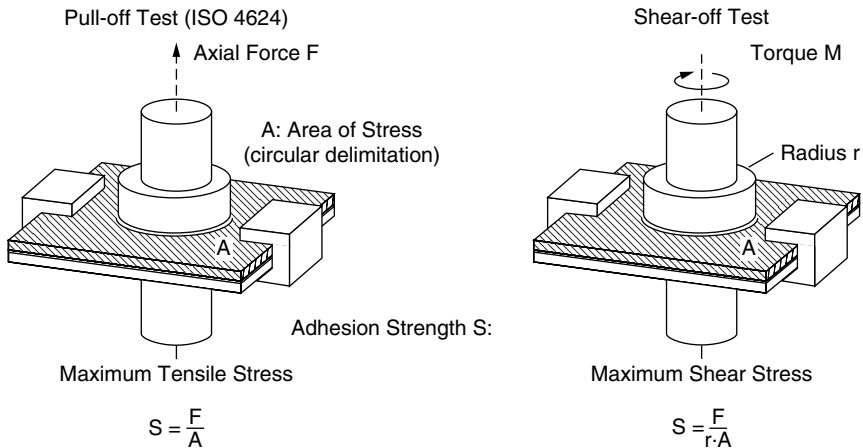 Pull-off Test (ISO 4624)
Axial Force F
A: Area of Stress
(circular delimitation)
A
Adhesion Strength S:
Maximum Tensile Stress
S = F/A
Shear-off Test
Torque M
Radius r
A
Maximum Shear Stress
S = F/r·A